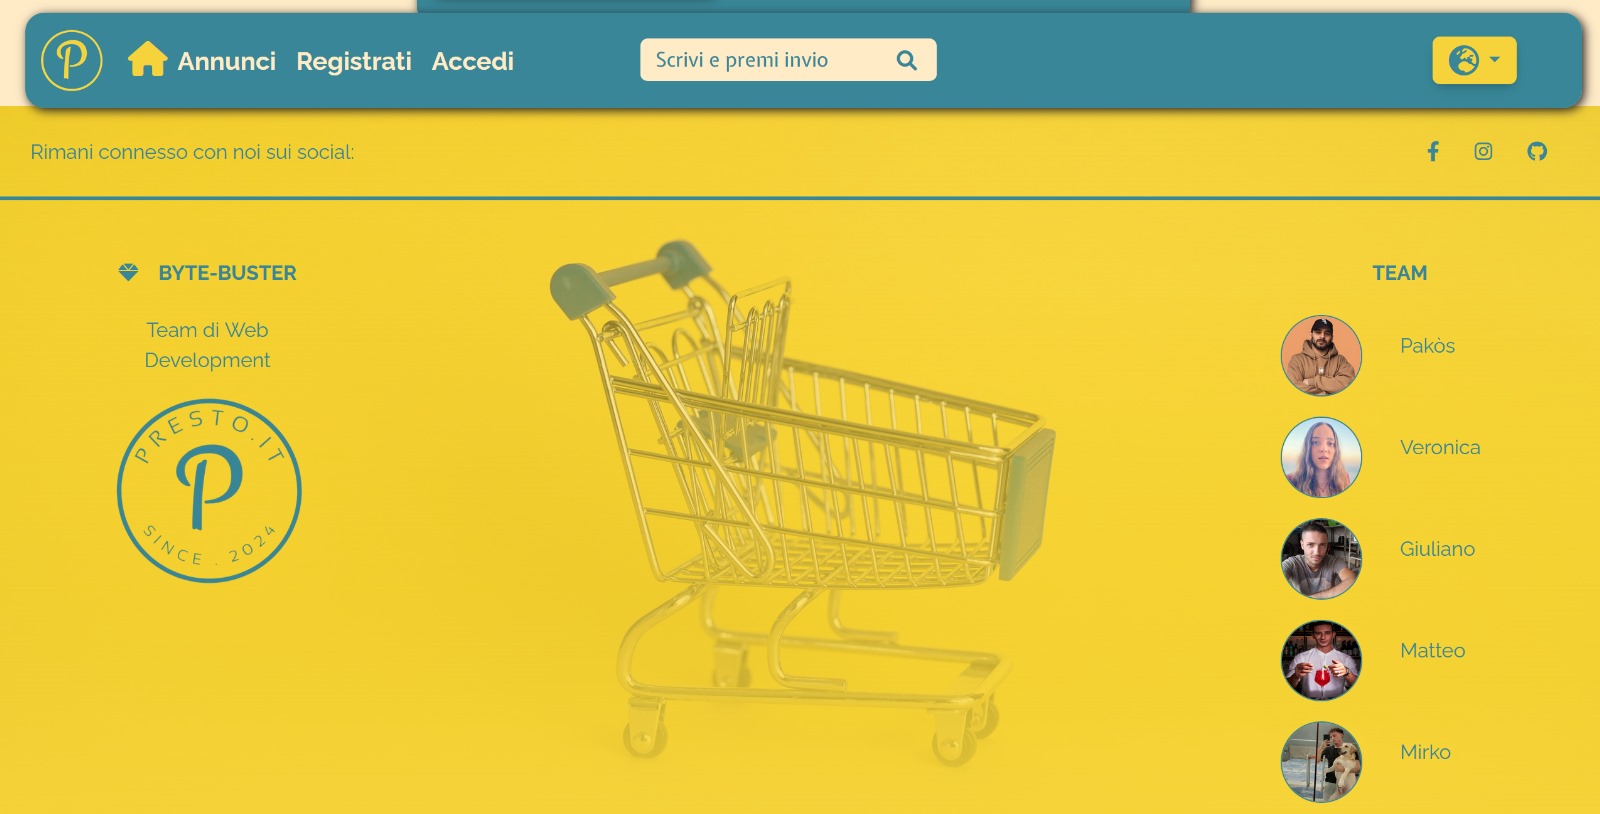 P
Annunci Registrati Accedi
Scrivi e premi invio
Rimani connesso con noi sui social:
BYTE-BUSTER
Team di Web
Development
PRESTO.IT
P
SINCE . 2024
TEAM
Pakòs
Veronica
Giuliano
Matteo
Mirko